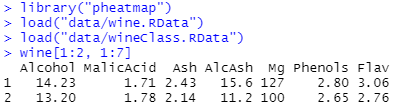 > library("pheatmap")
> load("data/wine.RData")
> load("data/wineClass.RData")
> wine[1:2, 1:7]
  Alcohol MalicAcid  Ash AlcAsh  Mg Phenols Flav
1   14.23      1.71 2.43   15.6 127    2.80 3.06
2   13.20      1.78 2.14   11.2 100    2.65 2.76